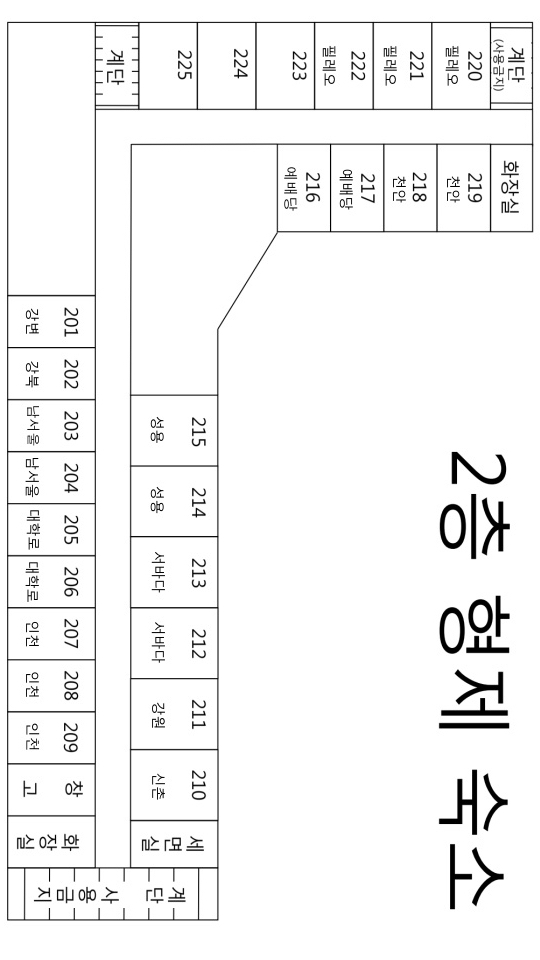 2층 형제 숙소
계단
(사용금지)
220
필레오
221
필레오
222
필레오
223
224
225
계단
화장실
219
천안
218
천안
217
예배당
216
예배당
201
강변
202
강북
203
남서울
204
남서울
205
대학로
206
대학로
207
인천
208
인천
209
인천
창고
화장실
215
성용
214
성용
213
서바다
212
서바다
211
강원
210
신촌
세면실
계단 사용금지